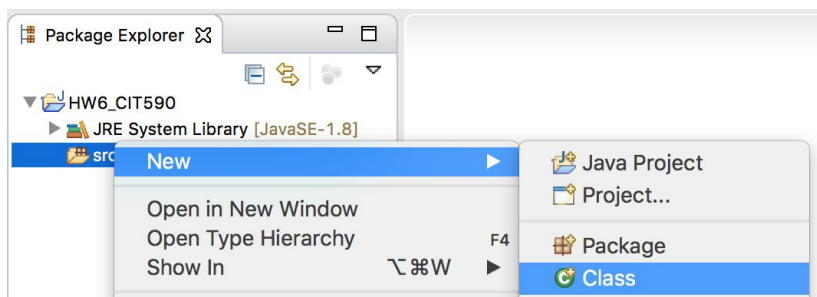 Package Explorer
HW6_CIT590
JRE System Library [JavaSE-1.8]
src
New
Java Project
Project...
Open in New Window
Open Type Hierarchy F4
Package
Show In ⌥⌘W
Class